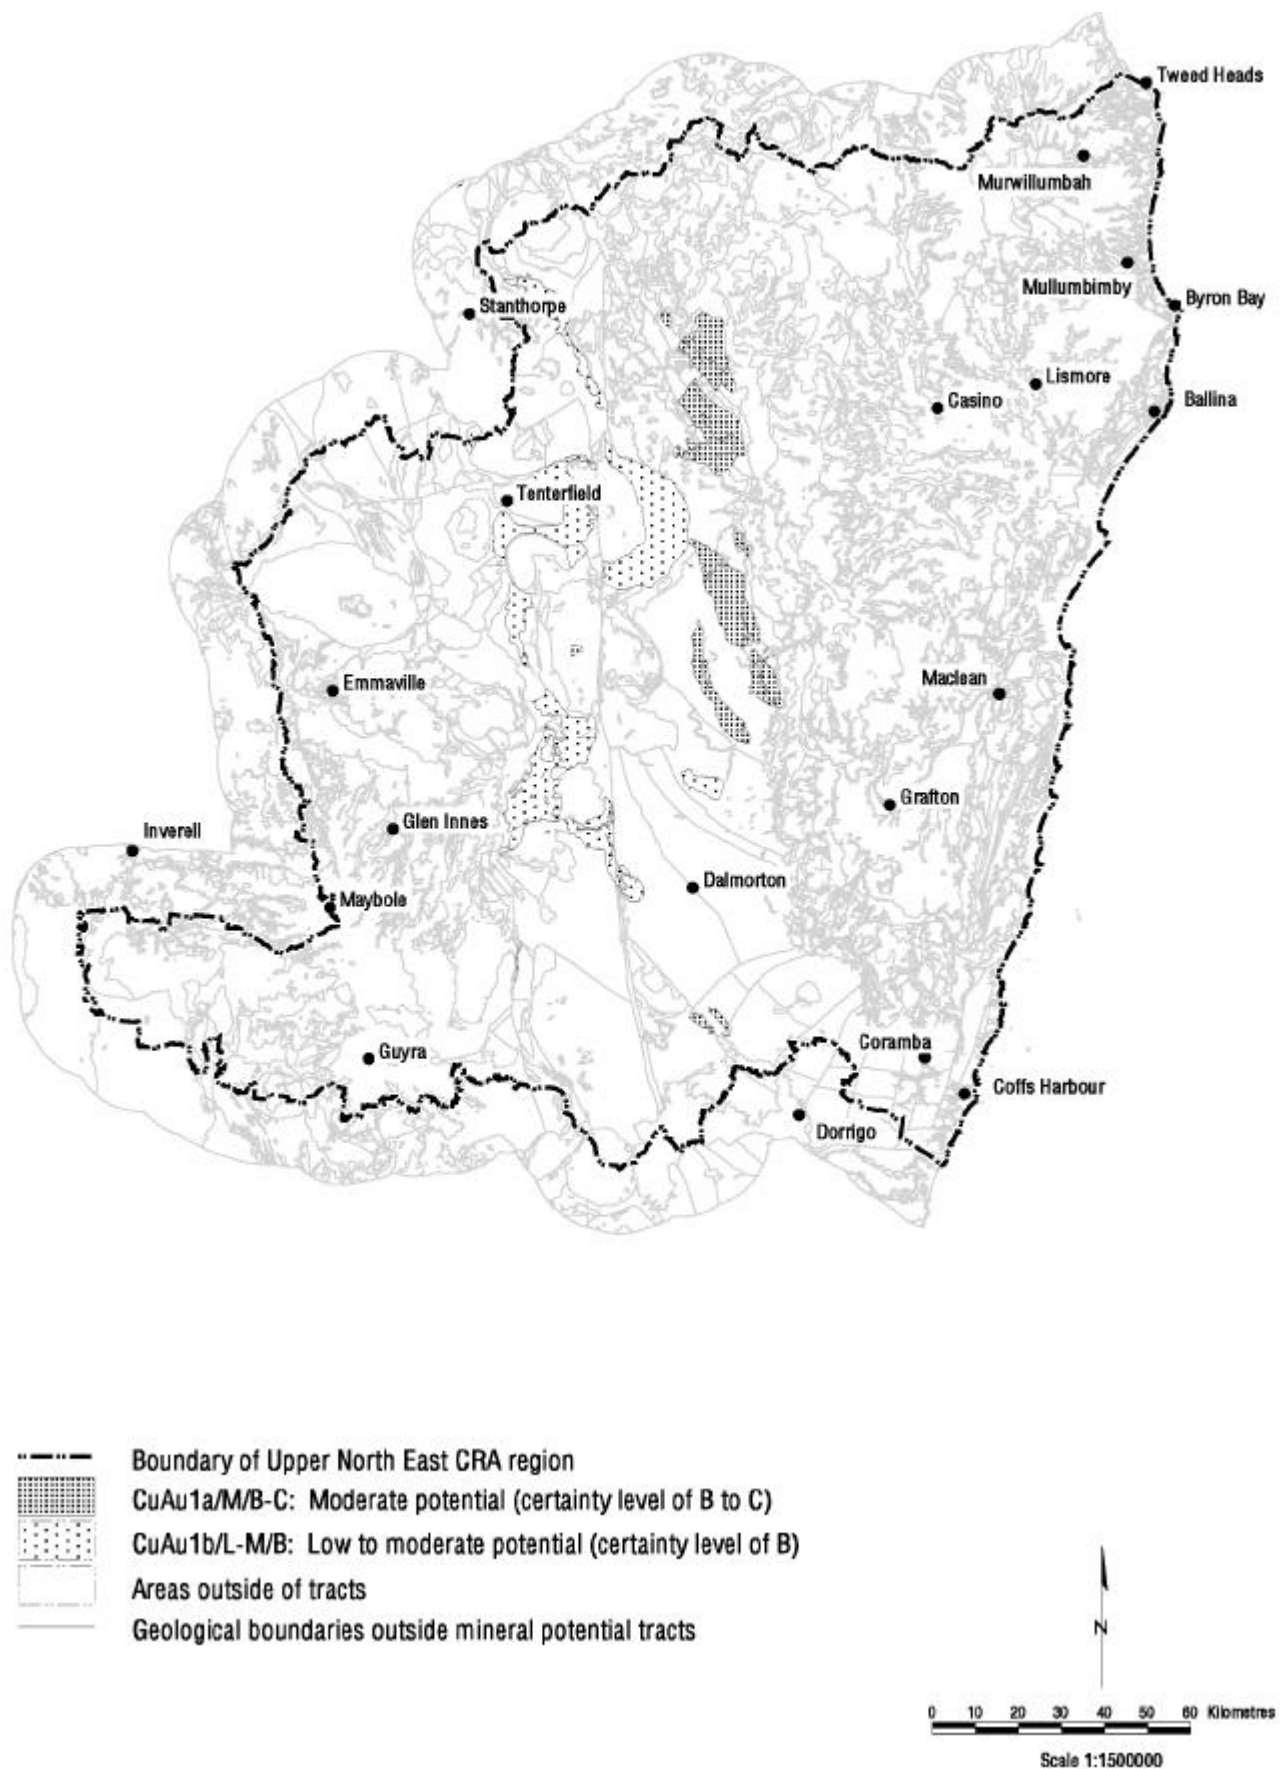 Tweed Heads
Murwillumbah
Mullumbimby
Byron Bay
Stanthorpe
Lismore
Casino
Ballina
Tenterfield
Emmaville
Maclean
Grafton
Glen Innes
Inverell
Dalmorton
Maybole
Coramba
Guyra
Coffs Harbour
Dorrigo
Boundary of Upper North East CRA region
CuAu1a/M/B-C: Moderate potential (certainty level of B to C)
CuAu1b/L-M/B: Low to moderate potential (certainty level of B)
Areas outside of tracts
Geological boundaries outside mineral potential tracts
N
0 10 20 30 40 50 60 Kilometres
Scale 1:1500000